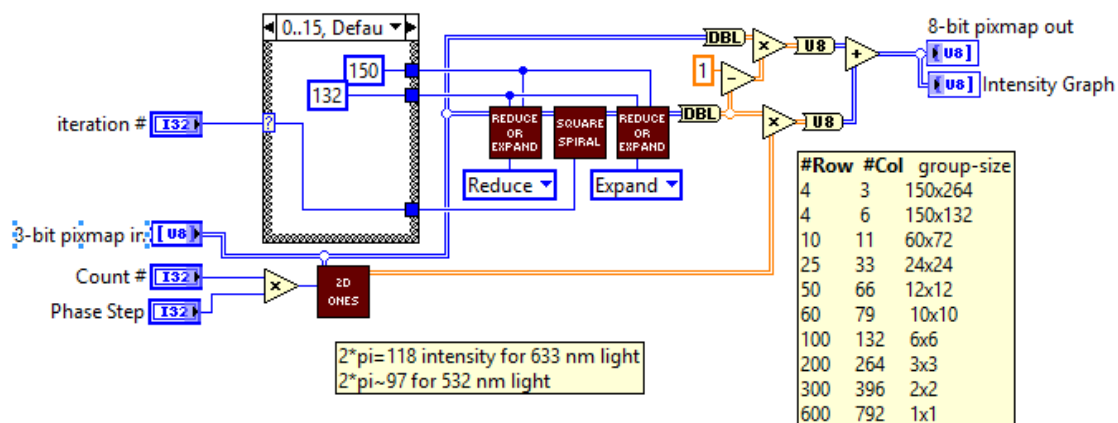 0..15, Defau
150
132
iteration #
I32
?
REDUCE OR EXPAND
SQUARE SPIRAL
REDUCE OR EXPAND
Reduce
Expand
DBL
DBL
1
U8
U8
8-bit pixmap out
U8
U8
Intensity Graph
3-bit pixmap ir
U8
Count #
I32
Phase Step
I32
2D ONES
2*pi=118 intensity for 633 nm light
2*pi~97 for 532 nm light
#Row #Col group-size
4 3 150x264
4 6 150x132
10 11 60x72
25 33 24x24
50 66 12x12
60 79 10x10
100 132 6x6
200 264 3x3
300 396 2x2
600 792 1x1